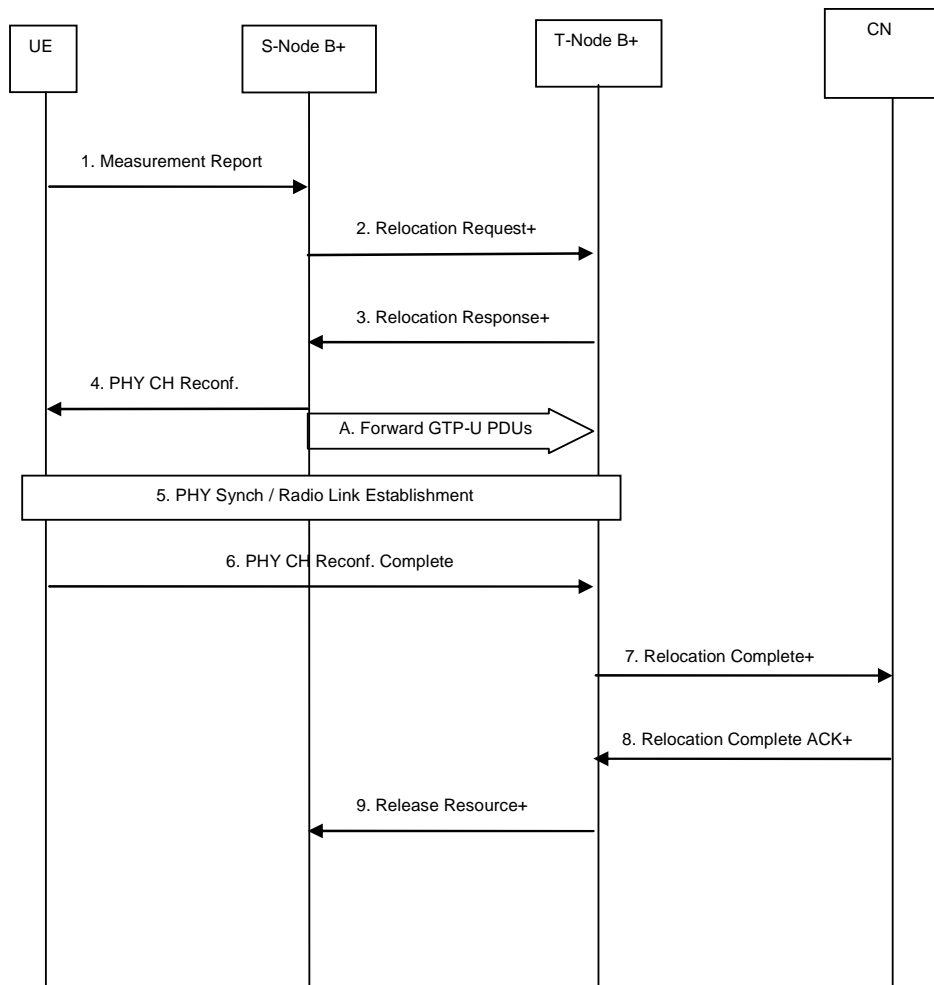 UE
S-Node B+
T-Node B+
CN
1. Measurement Report
2. Relocation Request+
3. Relocation Response+
4. PHY CH Reconf.
A. Forward GTP-U PDUs
5. PHY Synch / Radio Link Establishment
6. PHY CH Reconf. Complete
7. Relocation Complete+
8. Relocation Complete ACK+
9. Release Resource+